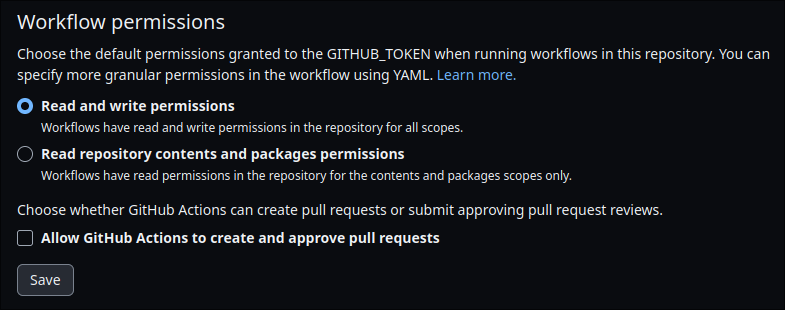 Workflow permissions
Choose the default permissions granted to the GITHUB_TOKEN when running workflows in this repository. You can
specify more granular permissions in the workflow using YAML. Learn more.
Read and write permissions
Workflows have read and write permissions in the repository for all scopes.
Read repository contents and packages permissions
Workflows have read permissions in the repository for the contents and packages scopes only.
Choose whether GitHub Actions can create pull requests or submit approving pull request reviews.
Allow GitHub Actions to create and approve pull requests
Save